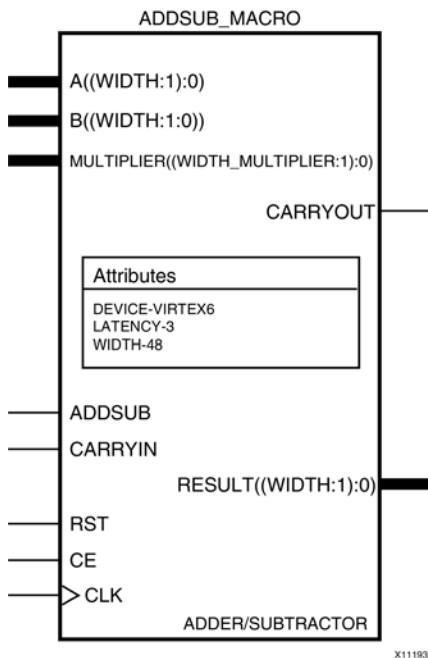 ADDSUB_MACRO
A((WIDTH:1):0)
B((WIDTH:1:0))
MULTIPLIER((WIDTH_MULTIPLIER:1):0)
CARRYOUT
Attributes
DEVICE-VIRTEX6
LATENCY-3
WIDTH-48
ADDSUB
CARRYIN
RESULT((WIDTH:1):0)
RST
CE
CLK
ADDER/SUBTRACTOR
X11193